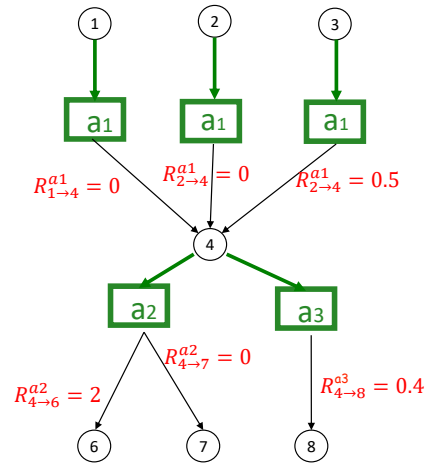 1 2 3
a1 a1 a1
R^{a1}_{1→4} = 0 R^{a1}_{2→4} = 0 R^{a1}_{2→4} = 0.5
4
a2 a3
R^{a2}_{4→6} = 2 R^{a2}_{4→7} = 0 R^{a3}_{4→8} = 0.4
6 7 8